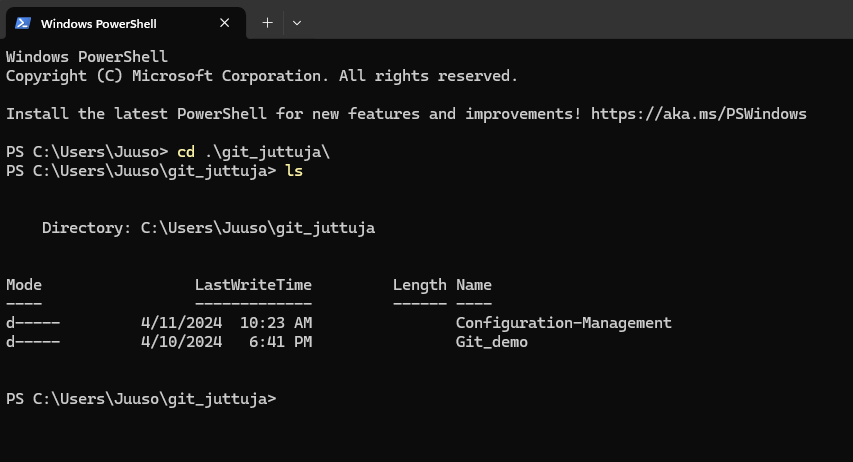 Windows PowerShell
Windows PowerShell
Copyright (C) Microsoft Corporation. All rights reserved.
Install the latest PowerShell for new features and improvements! https://aka.ms/PSWindows
PS C:\Users\Juuso> cd .\git_juttuja\
PS C:\Users\Juuso\git_juttuja> ls
Directory: C:\Users\Juuso\git_juttuja
Mode                 LastWriteTime         Length Name
----                 -------------         ------ ----
d-----         4/11/2024  10:23 AM                Configuration-Management
d-----         4/10/2024   6:41 PM                Git_demo
PS C:\Users\Juuso\git_juttuja>